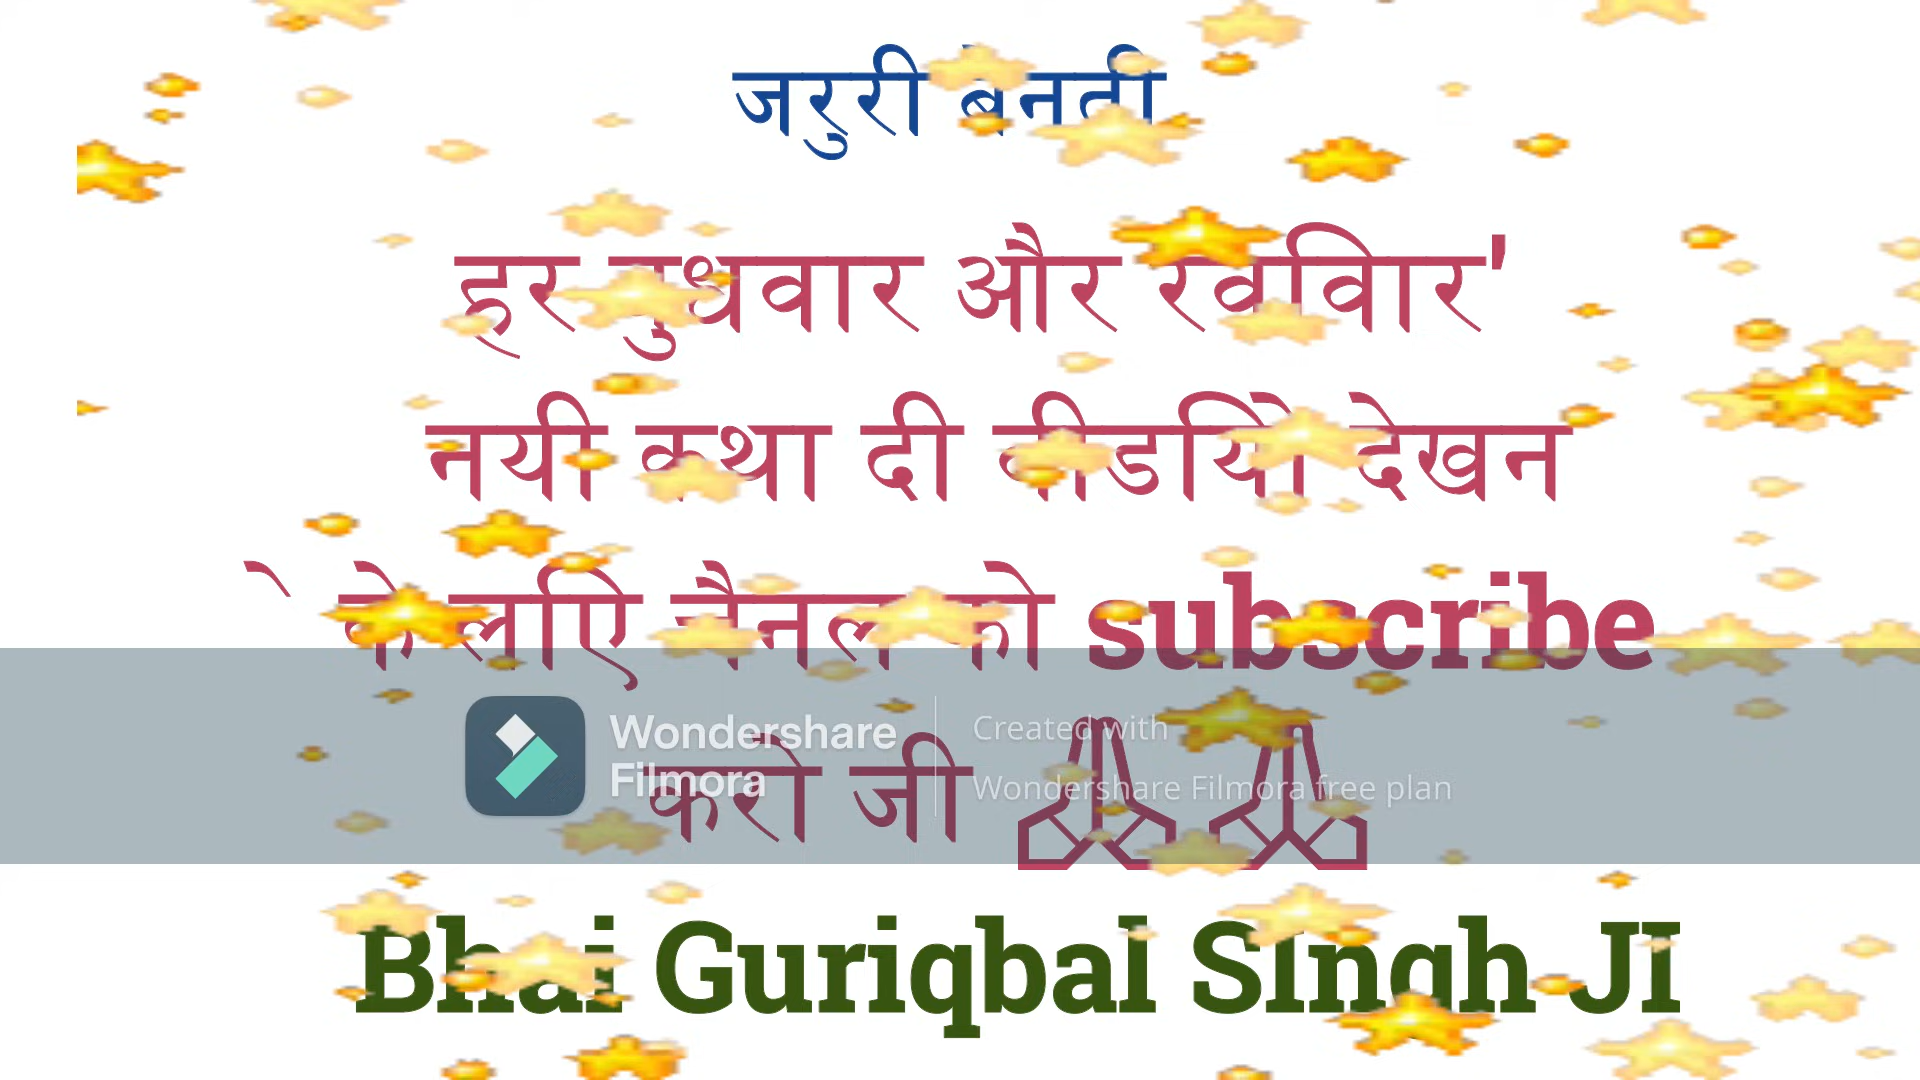 जरुरी बेनती
हर बुधवार और रविवार'
नयी कथा दी वीडियो देखन
े के लिए चैनल को subscribe
करो जी 🙏🙏
Wondershare
Filmora
Created with
Wondershare Filmora free plan
Bhai Guriqbal SIngh JI